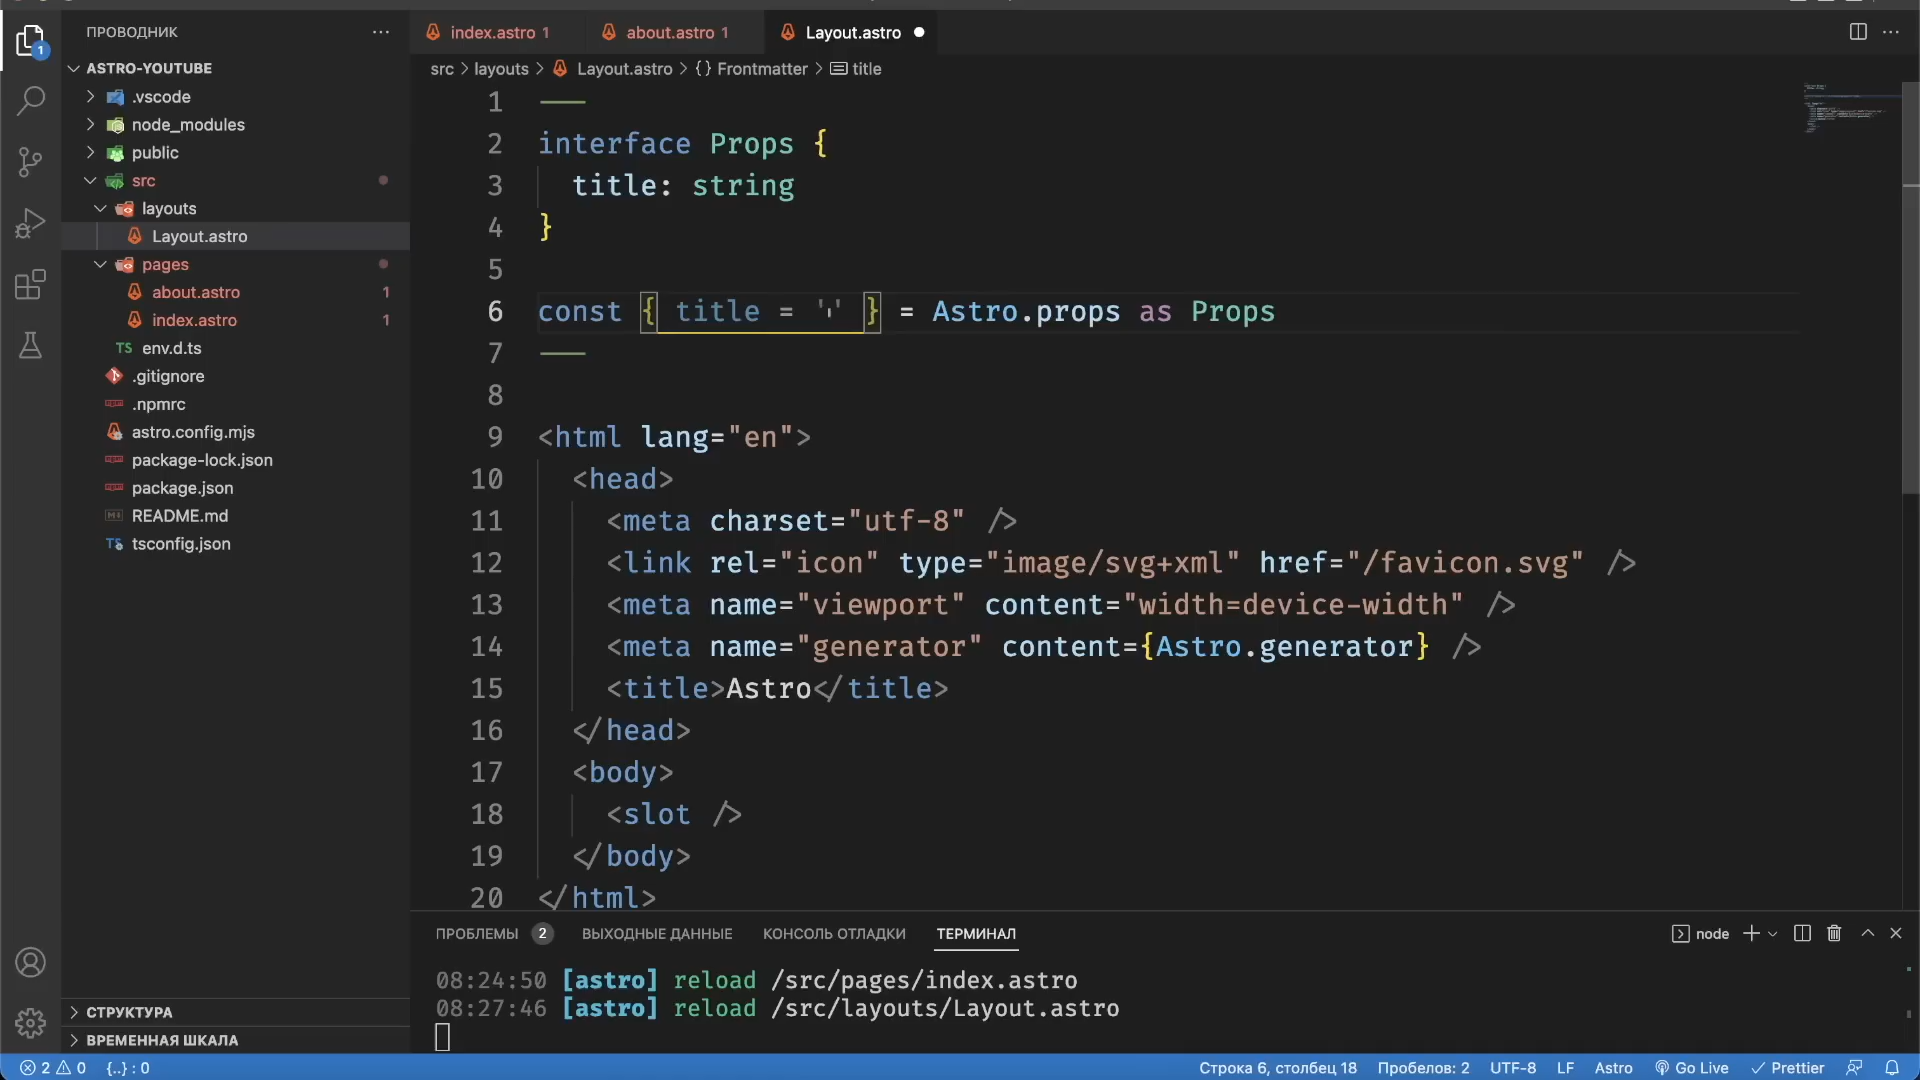 ПРОВОДНИК
ASTRO-YOUTUBE
.vscode
node_modules
public
src
layouts
Layout.astro
pages
about.astro 1
index.astro 1
env.d.ts
.gitignore
.npmrc
astro.config.mjs
package-lock.json
package.json
README.md
tsconfig.json
СТРУКТУРА
ВРЕМЕННАЯ ШКАЛА
1
index.astro 1
about.astro 1
Layout.astro
src > layouts > Layout.astro > {} Frontmatter > title
1 ---
2 interface Props {
3 title: string
4 }
5
6 const { title = '' } = Astro.props as Props
7 ---
8
9 <html lang="en">
10 <head>
11 <meta charset="utf-8" />
12 <link rel="icon" type="image/svg+xml" href="/favicon.svg" />
13 <meta name="viewport" content="width=device-width" />
14 <meta name="generator" content={Astro.generator} />
15 <title>Astro</title>
16 </head>
17 <body>
18 <slot />
19 </body>
20 </html>
ПРОБЛЕМЫ 2 ВЫХОДНЫЕ ДАННЫЕ КОНСОЛЬ ОТЛАДКИ ТЕРМИНАЛ node
08:24:50 [astro] reload /src/pages/index.astro
08:27:46 [astro] reload /src/layouts/Layout.astro
2 0 {..} : 0 Строка 6, столбец 18 Пробелов: 2 UTF-8 LF Astro Go Live Prettier